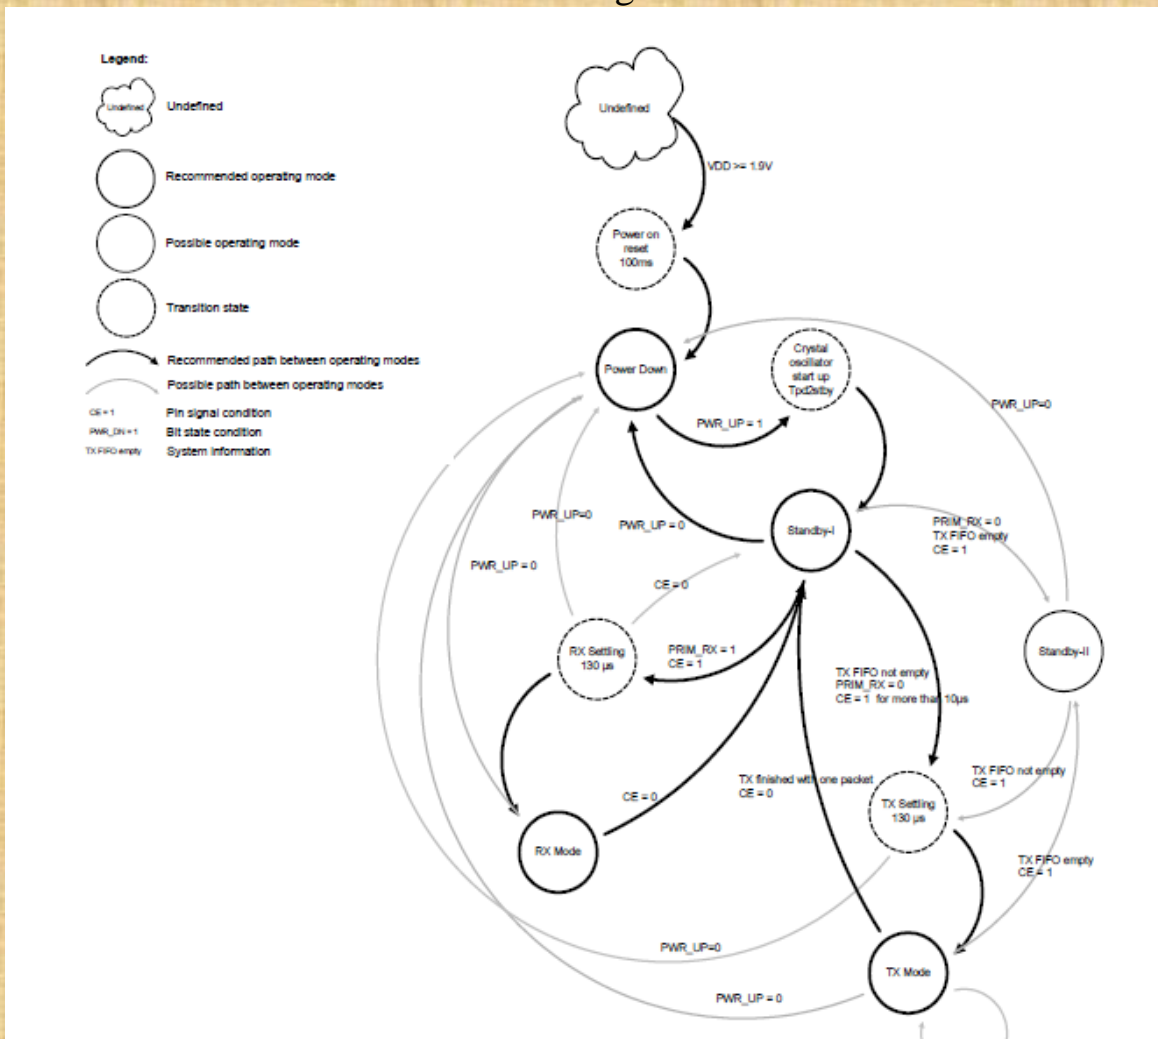 Legend:
Undefined
Undefined
Recommended operating mode
Possible operating mode
Transition state
Recommended path between operating modes
Possible path between operating modes
CE = 1
Pin signal condition
PWR_DN = 1
Bit state condition
TX FIFO empty
System information
Undefined
VDD >= 1.9V
Power on
reset
100ms
Power Down
Crystal
oscillator
start up
Tpd2stby
PWR_UP = 1
PWR_UP=0
PWR_UP=0
PWR_UP = 0
Standby-I
PRIM_RX = 0
TX FIFO empty
CE = 1
PWR_UP = 0
CE = 0
RX Settling
130 µs
PRIM_RX = 1
CE = 1
Standby-II
TX FIFO not empty
PRIM_RX = 0
CE = 1 for more than 10µs
TX FIFO not empty
CE = 1
TX finished with one packet
CE = 0
CE = 0
TX Settling
130 µs
RX Mode
TX FIFO empty
CE = 1
PWR_UP=0
TX Mode
PWR_UP = 0